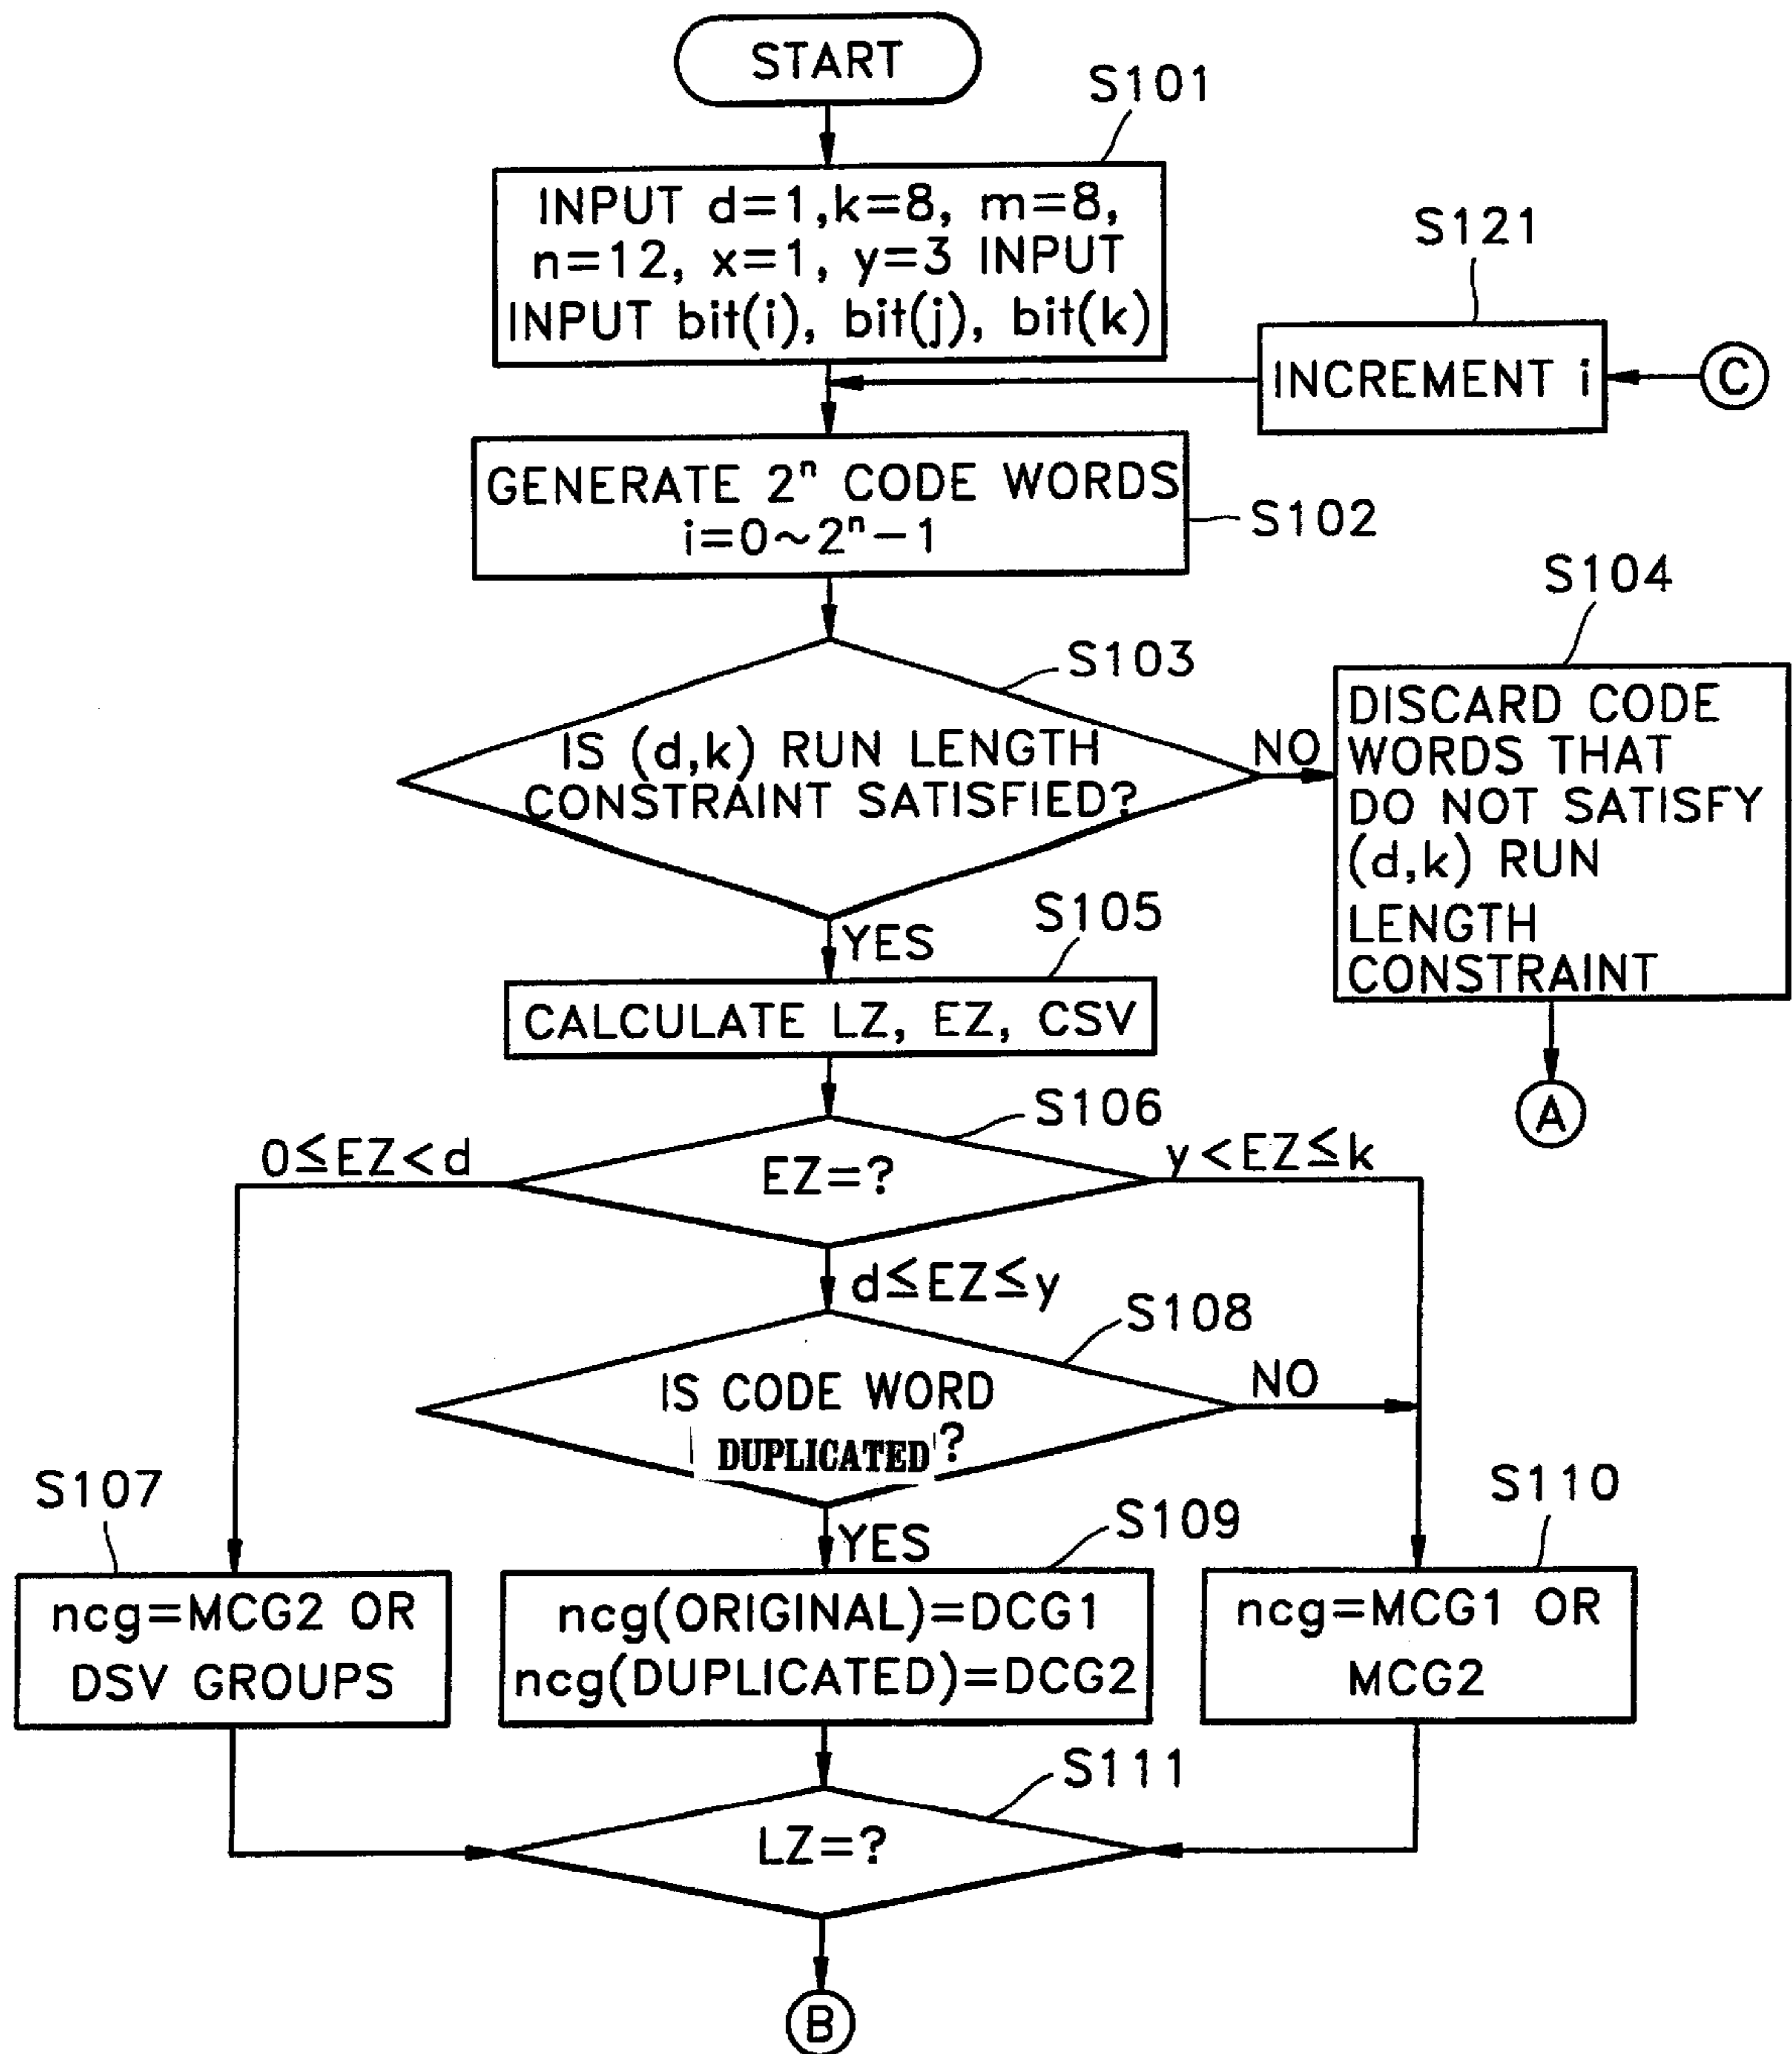 START
S101
INPUT d=1,k=8, m=8,
n=12, x=1, y=3 INPUT
INPUT bit(i), bit(j), bit(k)
S121
INCREMENT i
C
GENERATE 2ⁿ CODE WORDS
i=0~2ⁿ-1
S102
S103
IS (d,k) RUN LENGTH
CONSTRAINT SATISFIED?
NO
S104
DISCARD CODE
WORDS THAT
DO NOT SATISFY
(d,k) RUN
LENGTH
CONSTRAINT
A
YES
S105
CALCULATE LZ, EZ, CSV
S106
0≤EZ<d
EZ=?
y<EZ≤k
d≤EZ≤y
S108
IS CODE WORD
DUPLICATED?
NO
YES
S107
ncg=MCG2 OR
DSV GROUPS
S109
ncg(ORIGINAL)=DCG1
ncg(DUPLICATED)=DCG2
S110
ncg=MCG1 OR
MCG2
S111
LZ=?
B